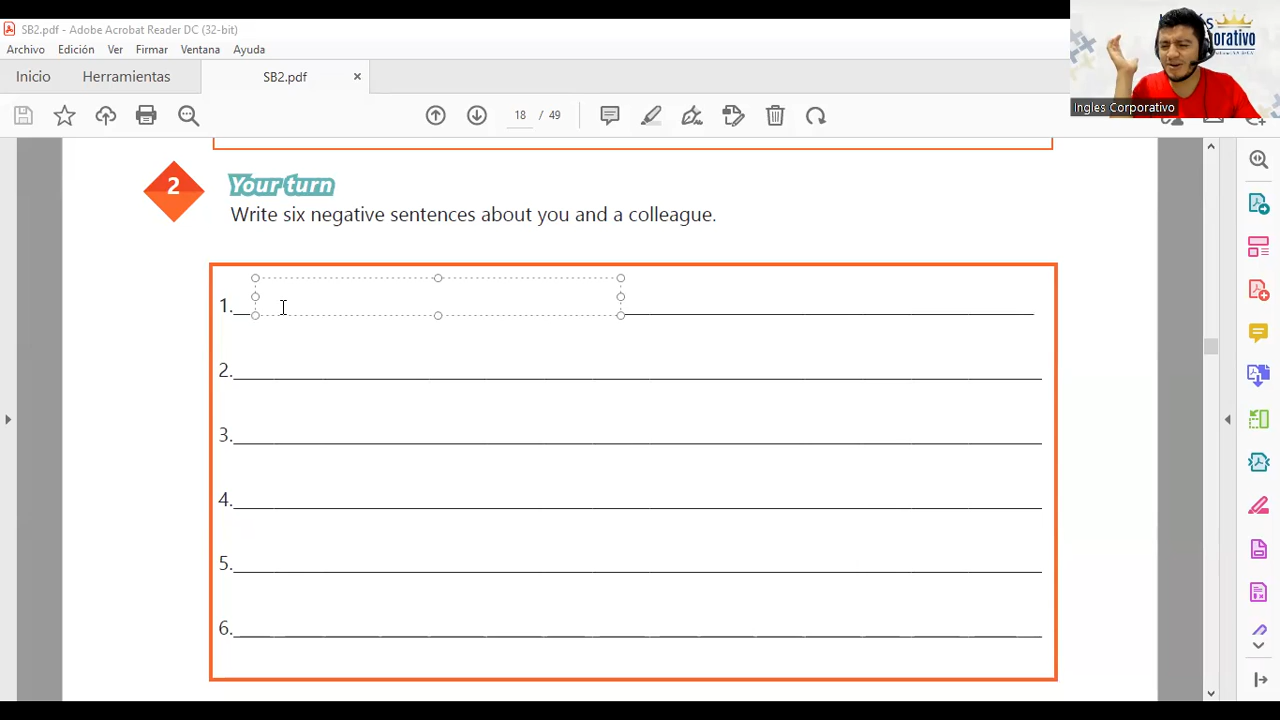 SB2.pdf - Adobe Acrobat Reader DC (32-bit)
Archivo Edición Ver Firmar Ventana Ayuda
Inicio Herramientas SB2.pdf ×
18 / 49
Ingles Corporativo
2 Your turn
Write six negative sentences about you and a colleague.
1.
2.
3.
4.
5.
6.